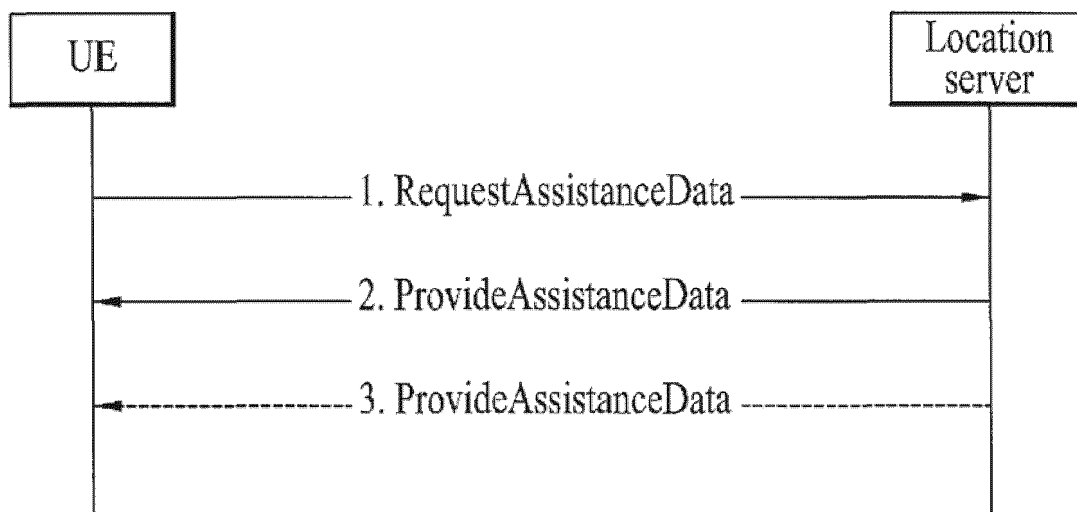 UE
Location
server
1. RequestAssistanceData
2. ProvideAssistanceData
3. ProvideAssistanceData